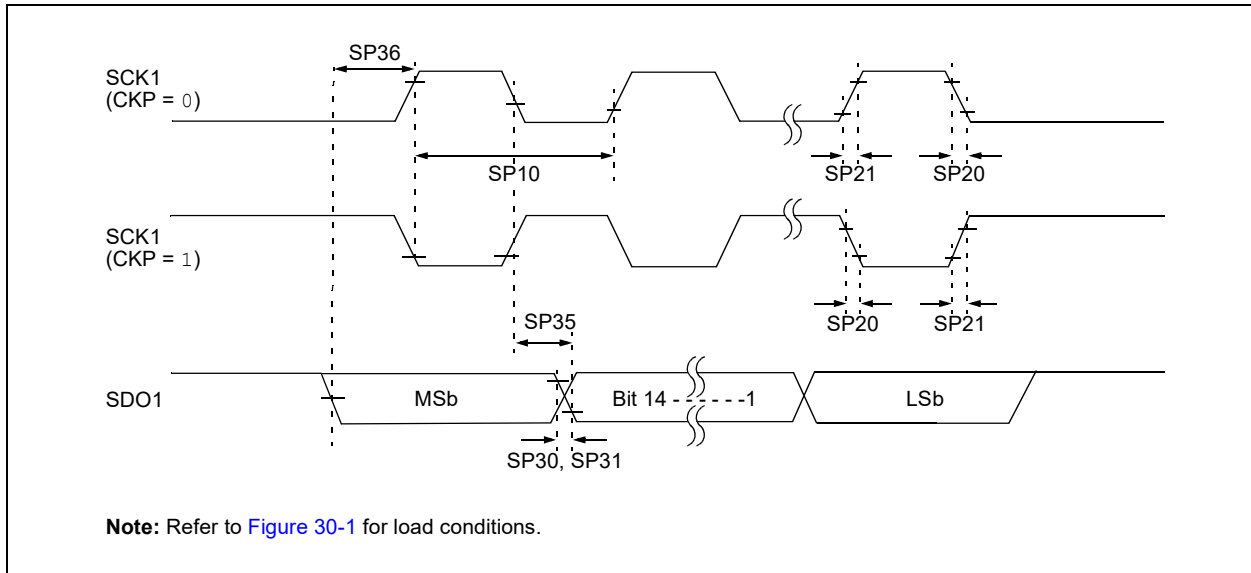 SP36
SCK1
(CKP = 0)
SP10
SP21
SP20
SCK1
(CKP = 1)
SP35
SP20
SP21
SDO1
MSb
Bit 14 - - - - - -1
LSb
SP30, SP31
Note: Refer to Figure 30-1 for load conditions.